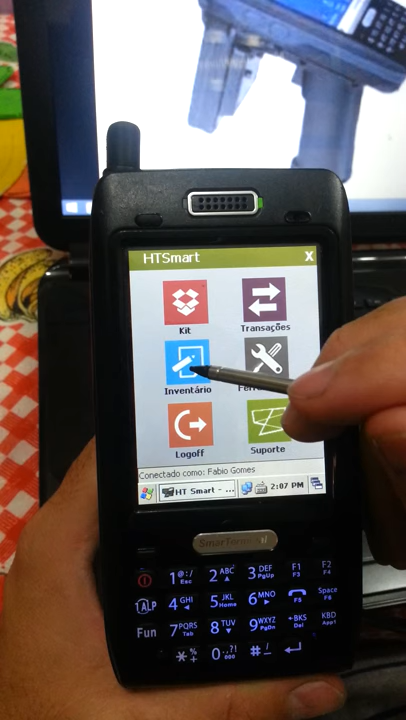 HTSmart X
Kit Transações
Inventário
Logoff Suporte
Conectado como: Fabio Gomes
HT Smart - ... 2:07 PM
1 @:/ Esc 2 ABC 3 DEF PgUp F1 F3 F2 F4
ALP 4 GHI 5 JKL Home 6 MNO F5 Space F6
Fun 7 PQRS Tab 8 TUV 9 WXYZ PgDn +BKS Del KBD App1
* % + 0 .,?! 000 # /